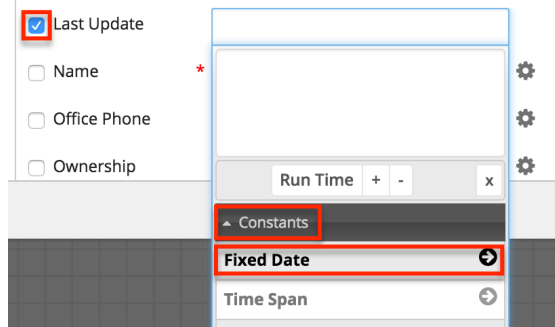 Last Update
Name *
Office Phone
Ownership
Run Time + - x
Constants
Fixed Date
Time Span